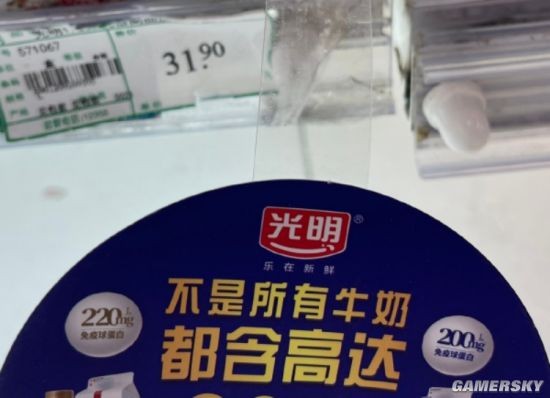 571067
31.90
光明®
乐在新鲜
不是所有牛奶
都含高达
220mg/L
免疫球蛋白
200mg/L
免疫球蛋白
GAMERSKY